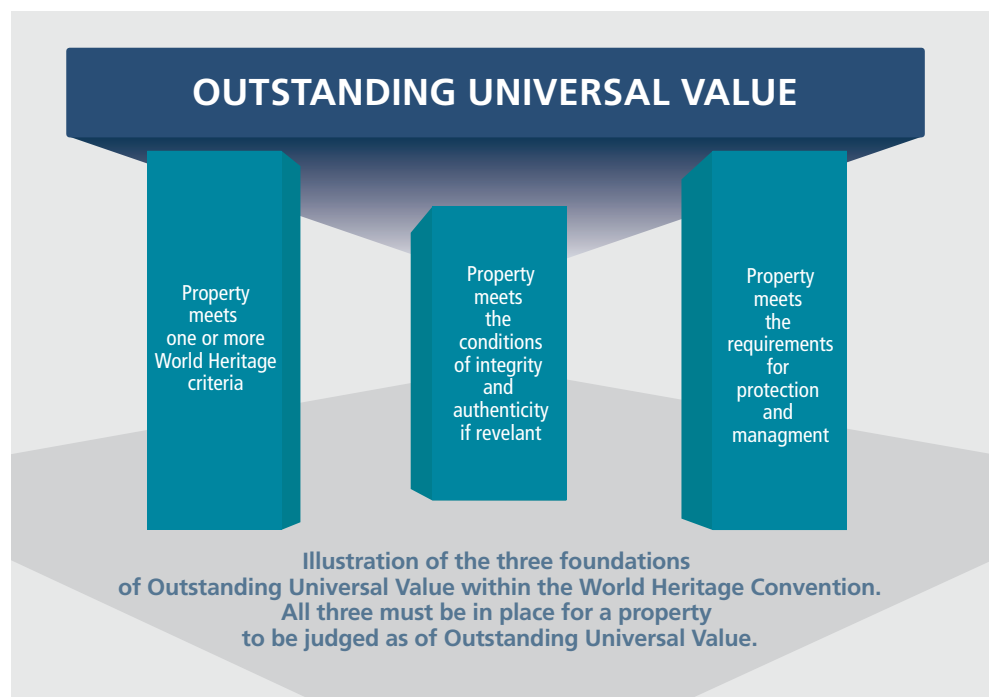 OUTSTANDING UNIVERSAL VALUE
Property
meets
one or more
World Heritage
criteria
Property
meets
the
conditions
of integrity
and
authenticity
if revelant
Property
meets
the
requirements
for
protection
and
managment
Illustration of the three foundations
of Outstanding Universal Value within the World Heritage Convention.
All three must be in place for a property
to be judged as of Outstanding Universal Value.